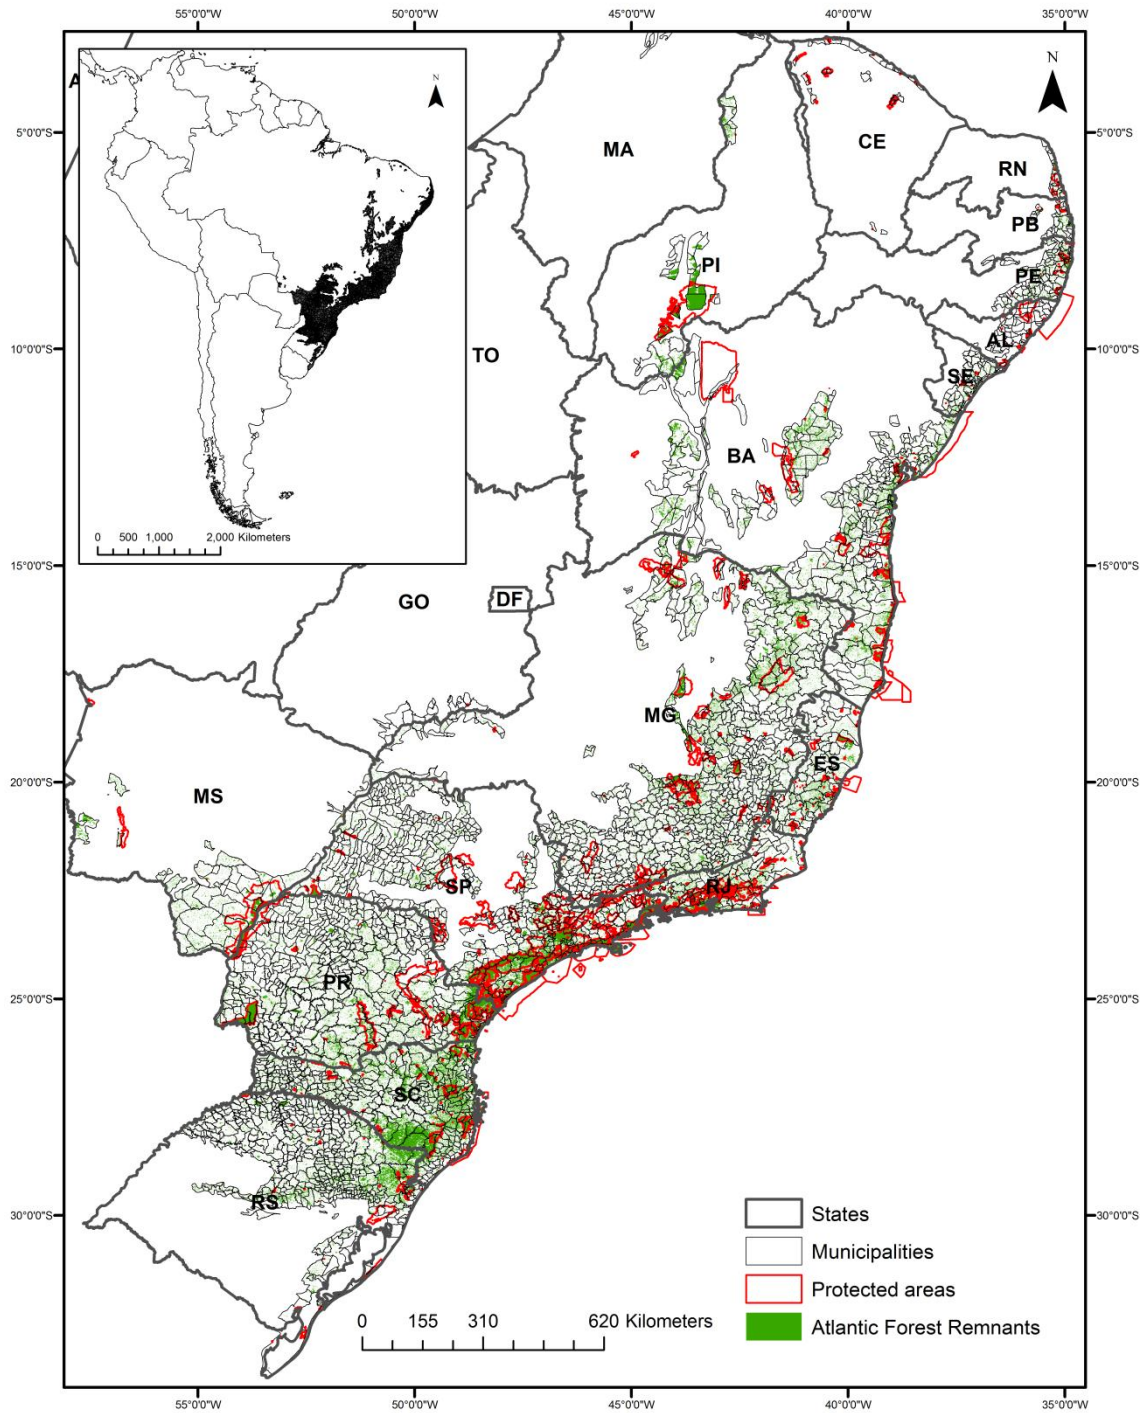 55°0'0"W 50°0'0"W 45°0'0"W 40°0'0"W 35°0'0"W
N
N
A
5°0'0"S 5°0'0"S
MA
CE
RN
PB
PI
PE
AL
10°0'0"S 10°0'0"S
TO
SE
BA
0 500 1,000 2,000 Kilometers
15°0'0"S 15°0'0"S
GO
DF
MG
ES
20°0'0"S 20°0'0"S
MS
SP
RJ
PR
25°0'0"S 25°0'0"S
SC
RS
30°0'0"S 30°0'0"S
States
Municipalities
Protected areas
Atlantic Forest Remnants
0 155 310 620 Kilometers
55°0'0"W 50°0'0"W 45°0'0"W 40°0'0"W 35°0'0"W